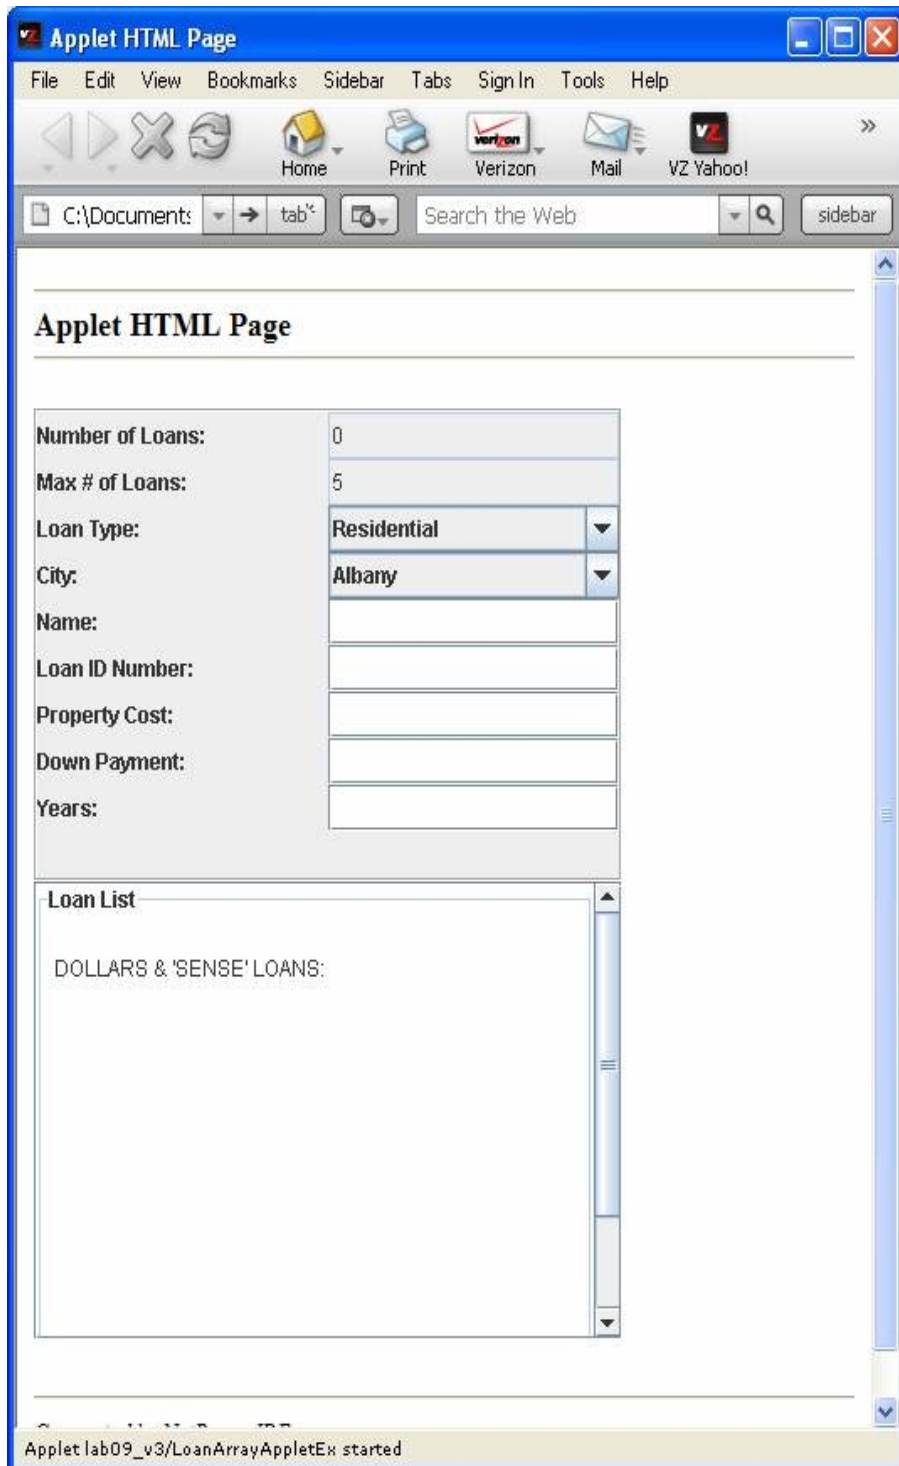 VZ Applet HTML Page
File Edit View Bookmarks Sidebar Tabs Sign In Tools Help
verizon VZ
Home Print Verizon Mail VZ Yahoo! »
C:\Documents tab Search the Web sidebar
Applet HTML Page
Number of Loans: 0
Max # of Loans: 5
Loan Type: Residential
City: Albany
Name:
Loan ID Number:
Property Cost:
Down Payment:
Years:
Loan List
DOLLARS & 'SENSE' LOANS:
Applet lab09_v3/LoanArrayAppletEx started